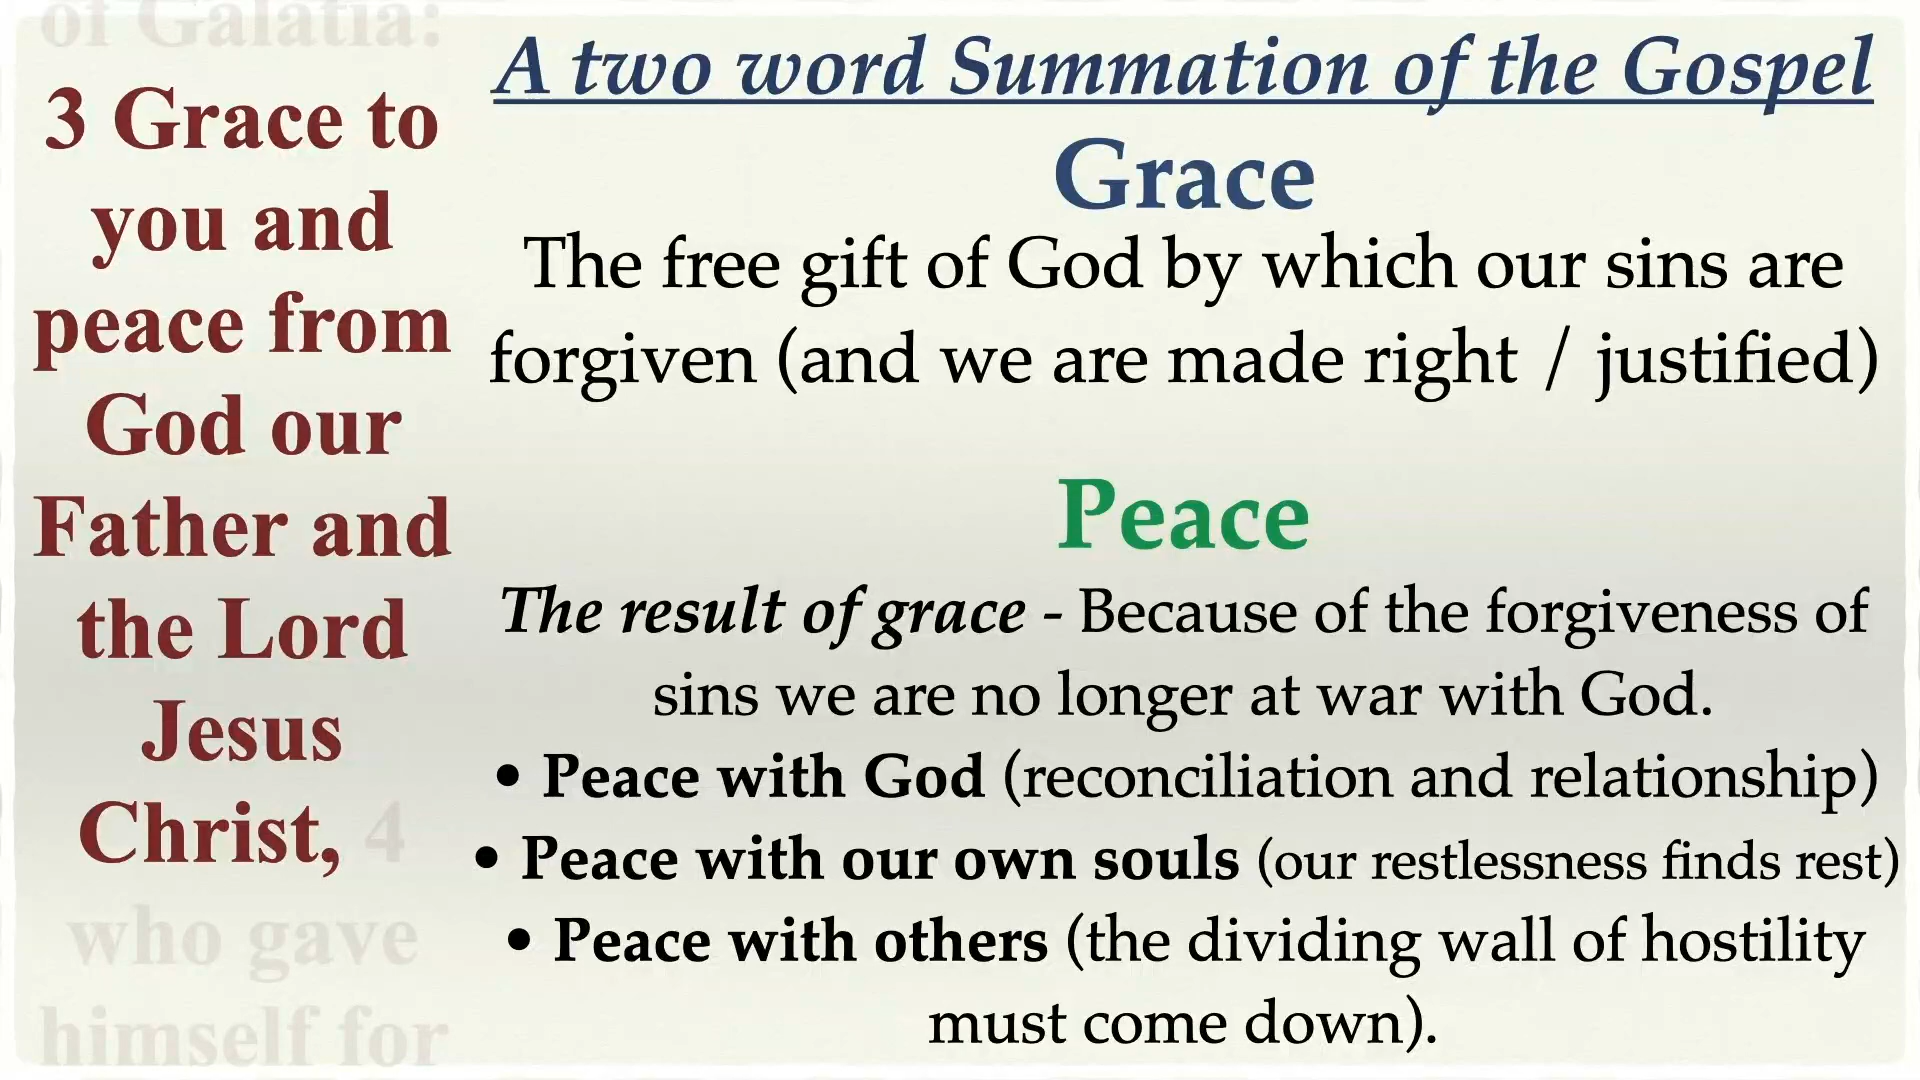 of Galatia:
3 Grace to
you and
peace from
God our
Father and
the Lord
Jesus
Christ, 4
who gave
himself for
A two word Summation of the Gospel
Grace
The free gift of God by which our sins are
forgiven (and we are made right / justified)
Peace
The result of grace - Because of the forgiveness of
sins we are no longer at war with God.
• Peace with God (reconciliation and relationship)
• Peace with our own souls (our restlessness finds rest)
• Peace with others (the dividing wall of hostility
must come down).